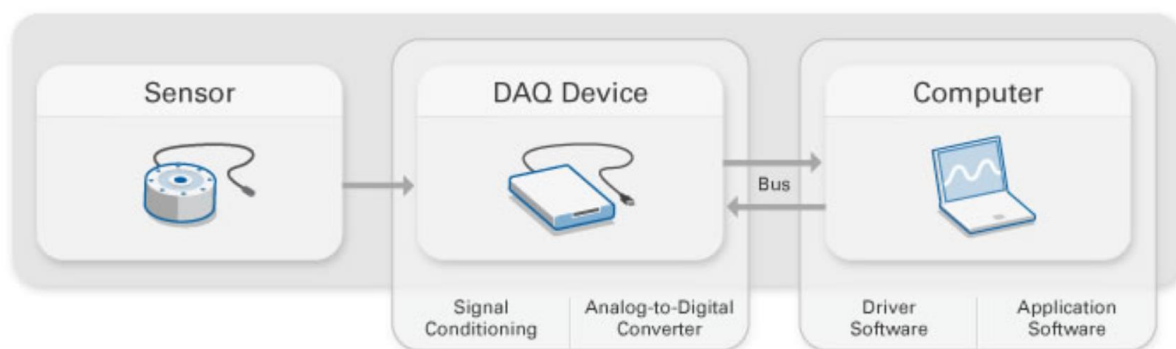 Sensor
DAQ Device
Computer
Bus
Signal
Conditioning
Analog-to-Digital
Converter
Driver
Software
Application
Software